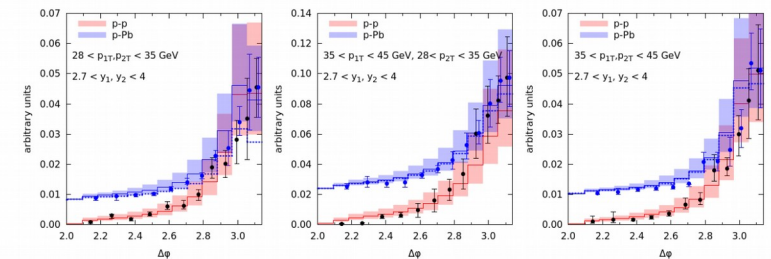 0.07
0.06
0.05
0.04
0.03
0.02
0.01
0.00
arbitrary units
p-p
p-Pb
28 < p1T,p2T < 35 GeV
2.7 < y1, y2 < 4
2.0 2.2 2.4 2.6 2.8 3.0
Δφ
0.14
0.12
0.10
0.08
0.06
0.04
0.02
0.00
arbitrary units
p-p
p-Pb
35 < p1T < 45 GeV, 28< p2T < 35 GeV
2.7 < y1, y2 < 4
2.0 2.2 2.4 2.6 2.8 3.0
Δφ
0.07
0.06
0.05
0.04
0.03
0.02
0.01
0.00
arbitrary units
p-p
p-Pb
35 < p1T,p2T < 45 GeV
2.7 < y1, y2 < 4
2.0 2.2 2.4 2.6 2.8 3.0
Δφ